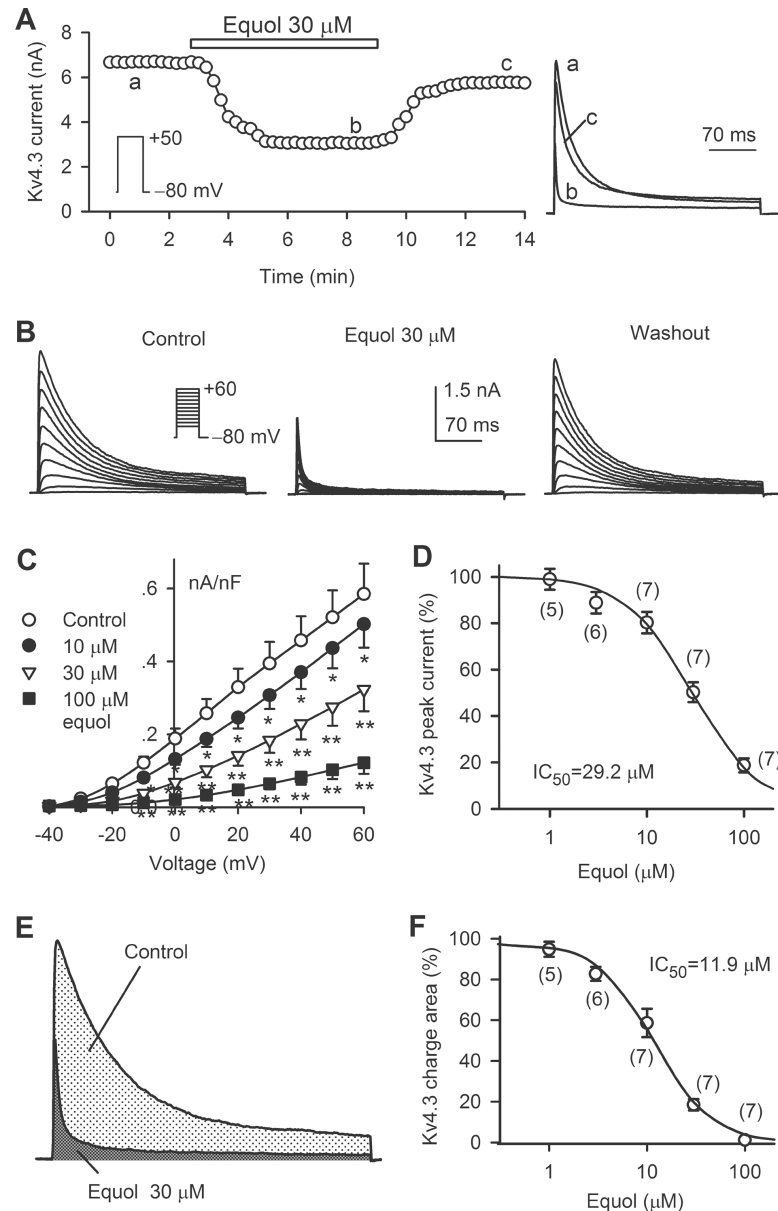 A
Equol 30 μM
Kv4.3 current (nA)
8
6
4
2
0
a
b
c
+50
−80 mV
0 2 4 6 8 10 12 14
Time (min)
a
c
b
70 ms
B
Control
Equol 30 μM
Washout
+60
−80 mV
1.5 nA
70 ms
C
nA/nF
.6
.4
.2
Control
10 μM
30 μM
100 μM
equol
* * * * * *
** ** ** ** ** **
** ** ** ** ** ** **
-40 -20 0 20 40 60
Voltage (mV)
D
Kv4.3 peak current (%)
100
80
60
40
20
0
(5)
(6)
(7)
(7)
(7)
IC50=29.2 μM
1 10 100
Equol (μM)
E
Control
Equol 30 μM
F
Kv4.3 charge area (%)
100
80
60
40
20
0
IC50=11.9 μM
(5)
(6)
(7)
(7)
(7)
1 10 100
Equol (μM)